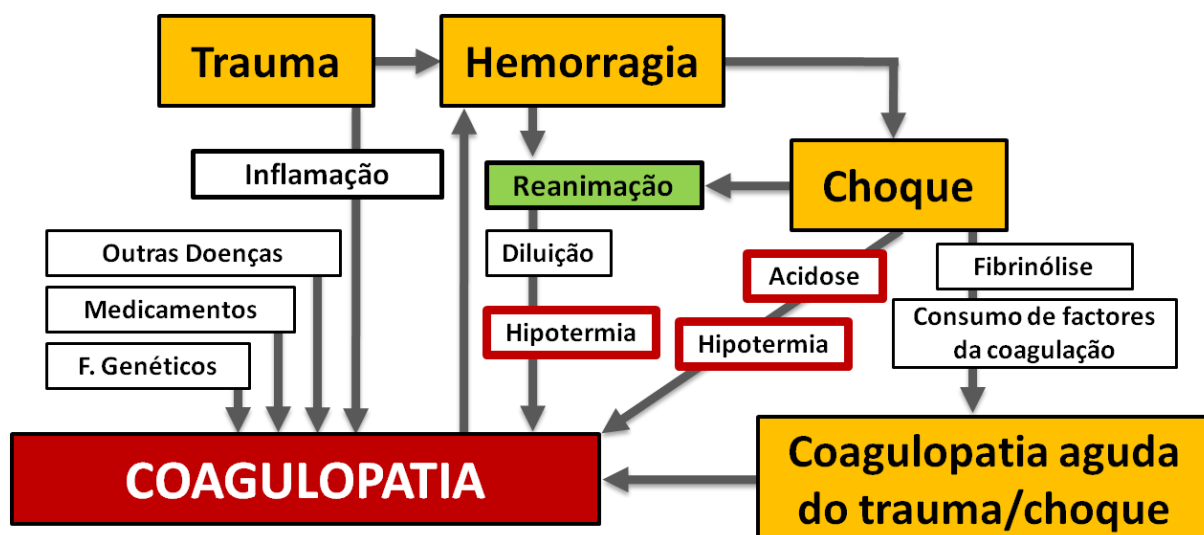 Trauma
Hemorragia
Inflamação
Reanimação
Choque
Outras Doenças
Diluição
Acidose
Fibrinólise
Medicamentos
Hipotermia
Hipotermia
Consumo de factores
da coagulação
F. Genéticos
COAGULOPATIA
Coagulopatia aguda
do trauma/choque